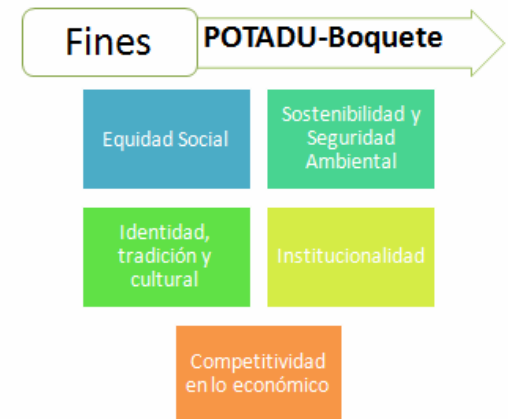 Fines
POTADU-Boquete
Equidad Social
Sostenibilidad y
Seguridad
Ambiental
Identidad,
tradición y
cultural
Institucionalidad
Competitividad
en lo económico